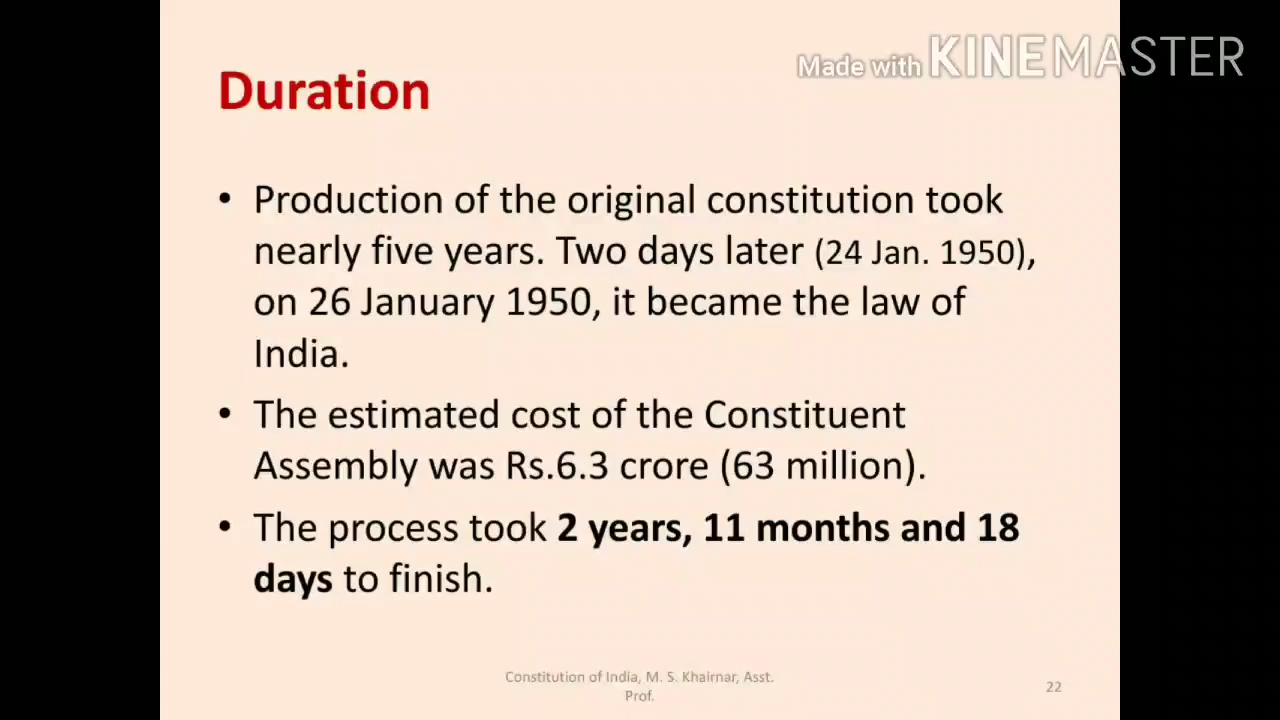 Made with KINEMASTER
Duration
• Production of the original constitution took
nearly five years. Two days later (24 Jan. 1950),
on 26 January 1950, it became the law of
India.
• The estimated cost of the Constituent
Assembly was Rs.6.3 crore (63 million).
• The process took 2 years, 11 months and 18
days to finish.
Constitution of India, M. S. Khairnar, Asst.
Prof.
22